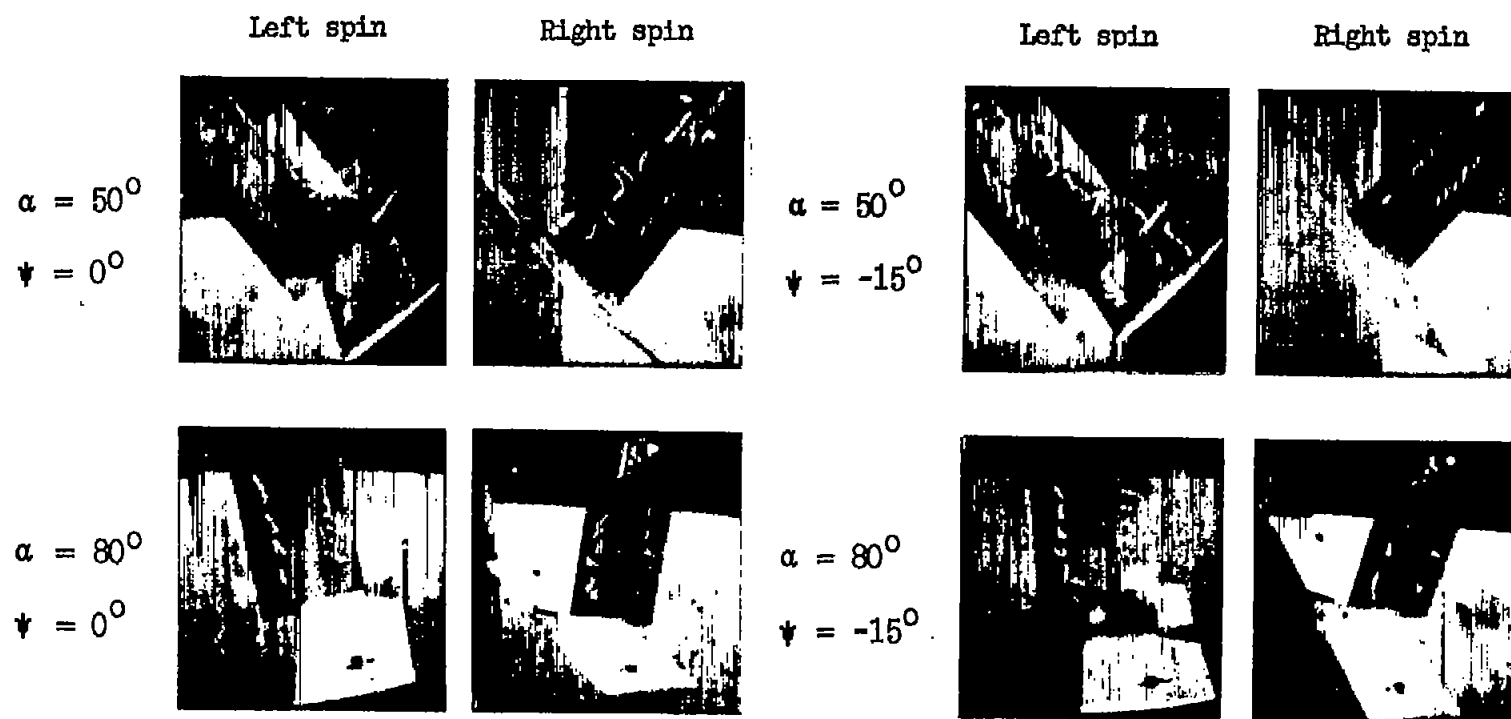 Left spin Right spin Left spin Right spin
α = 50° α = 50°
ψ = 0° ψ = -15°
α = 80° α = 80°
ψ = 0° ψ = -15°